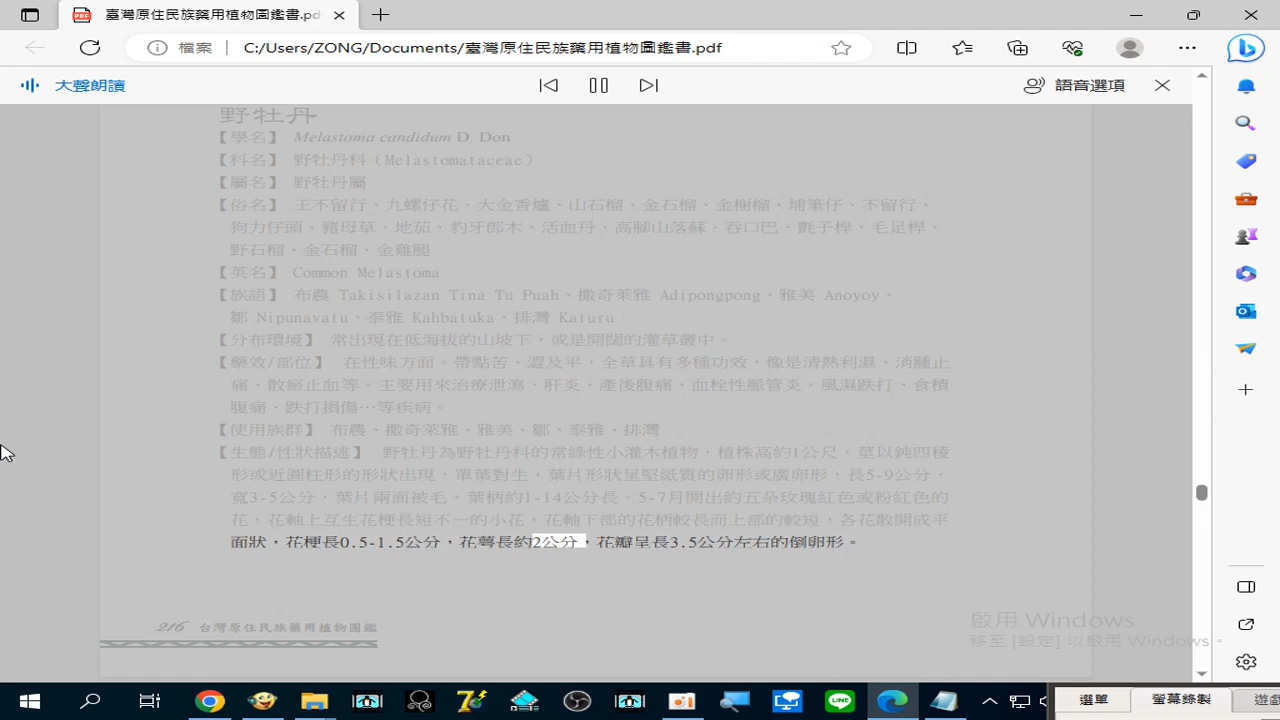 臺灣原住民族藥用植物圖鑑書.pdf
檔案 C:/Users/ZONG/Documents/臺灣原住民族藥用植物圖鑑書.pdf
大聲朗讀 語音選項
野牡丹
【學名】 Melastoma candidum D. Don
【科名】 野牡丹科(Melastomataceae)
【屬名】 野牡丹屬
【俗名】 王不留行、九螺仔花、大金香爐、山石榴、金石榴、金榭榴、埔筆仔、不留行、
狗力仔頭、豬母草、地茄、豹牙郎木、活血丹、高腳山落蘇、吞口巴、氈子桿、毛足桿、
野石榴、金石榴、金雞腿
【英名】 Common Melastoma
【族語】 布農 Takisilazan Tina Tu Puah、撒奇萊雅 Adipongpong、雅美 Anoyoy、
鄒 Nipunavatu、泰雅 Kahbatuka、排灣 Katuru
【分布環境】 常出現在低海拔的山坡下,或是開闊的灌草叢中。
【藥效/部位】 在性味方面,帶點苦、澀及平,全草具有多種功效,像是清熱利濕、消腫止
痛,散瘀止血等。主要用來治療泄瀉、肝炎,產後腹痛,血栓性脈管炎、風濕跌打、食積
腹痛,跌打損傷…等疾病。
【使用族群】 布農、撒奇萊雅、雅美、鄒、泰雅、排灣
【生態/性狀描述】 野牡丹為野牡丹科的常綠性小灌木植物,植株高約1公尺,莖以鈍四稜
形或近圓柱形的形狀出現,單葉對生,葉片形狀呈堅紙質的卵形或廣卵形,長5-9公分,
寬3-5公分,葉片兩面被毛,葉柄約1-14公分長、5-7月開出約五朵玫瑰紅色或粉紅色的
花,花軸上互生花梗長短不一的小花,花軸下部的花柄較長而上部的較短,各花散開成平
面狀,花梗長0.5-1.5公分,花萼長約2公分,花瓣呈長3.5公分左右的倒卵形。
216 台灣原住民族藥用植物圖鑑
啟用 Windows
移至 [設定] 以啟用 Windows。
選單 螢幕錄製